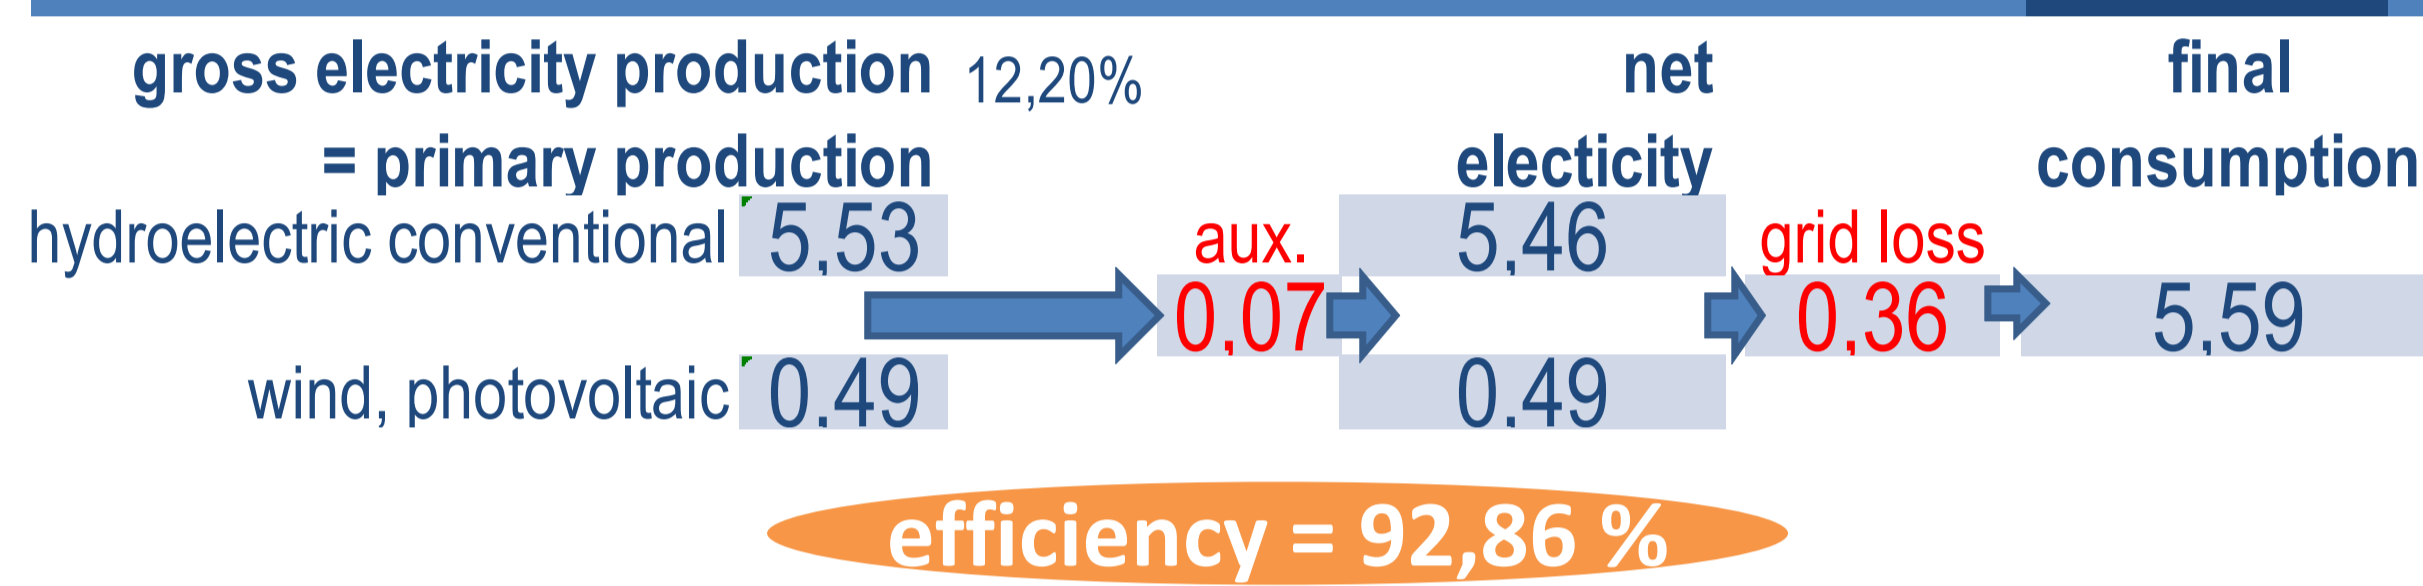 gross electricity production 12,20% net final
= primary production electicity consumption
hydroelectric conventional 5,53 aux. 5,46 grid loss
0,07 0,36 5,59
wind, photovoltaic 0,49 0,49
efficiency = 92,86 %